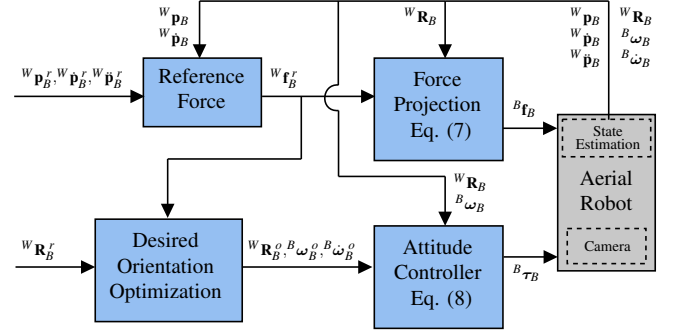 ᵂp_B
ᵂṗ_B
ᵂR_B
ᵂp_B ᵂR_B
ᵂṗ_B ᴮω_B
ᵂp̈_B ᴮω̇_B
ᵂp_B^r, ᵂṗ_B^r, ᵂp̈_B^r
Reference
Force
ᵂf_B^r
Force
Projection
Eq. (7)
ᴮf_B
State
Estimation
Aerial
Robot
Camera
ᵂR_B
ᴮω_B
ᵂR_B^r
Desired
Orientation
Optimization
ᵂR_B^o, ᴮω_B^o, ᴮω̇_B^o
Attitude
Controller
Eq. (8)
ᴮτ_B